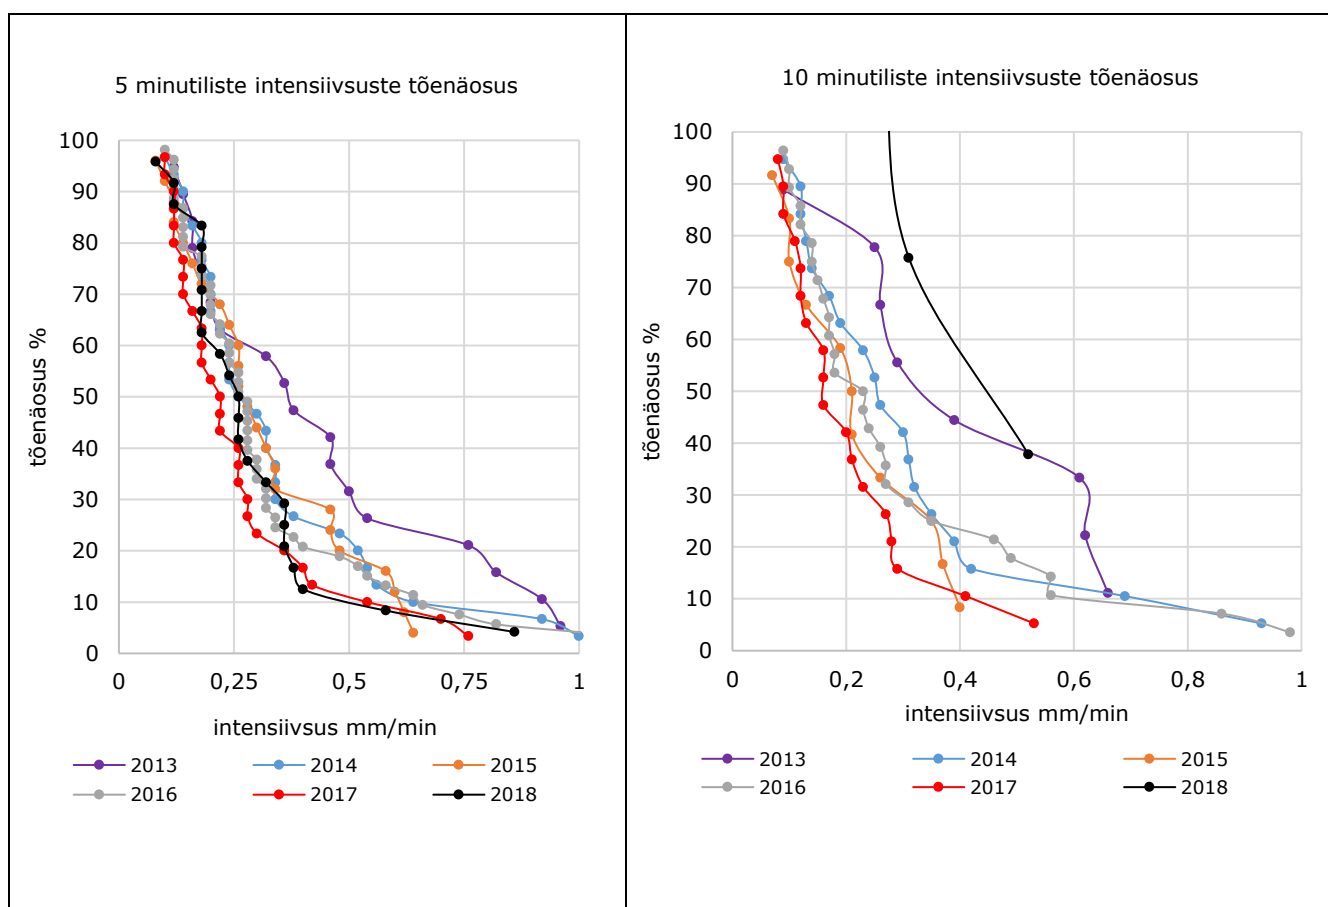 5 minutiliste intensiivsuste tõenäosus
100
90
80
70
60
50
40
30
20
10
0
tõenäosus %
0 0,25 0,5 0,75 1
intensiivsus mm/min
2013 2014 2015
2016 2017 2018
10 minutiliste intensiivsuste tõenäosus
100
90
80
70
60
50
40
30
20
10
0
tõenäosus %
0 0,2 0,4 0,6 0,8 1
intensiivsus mm/min
2013 2014 2015
2016 2017 2018